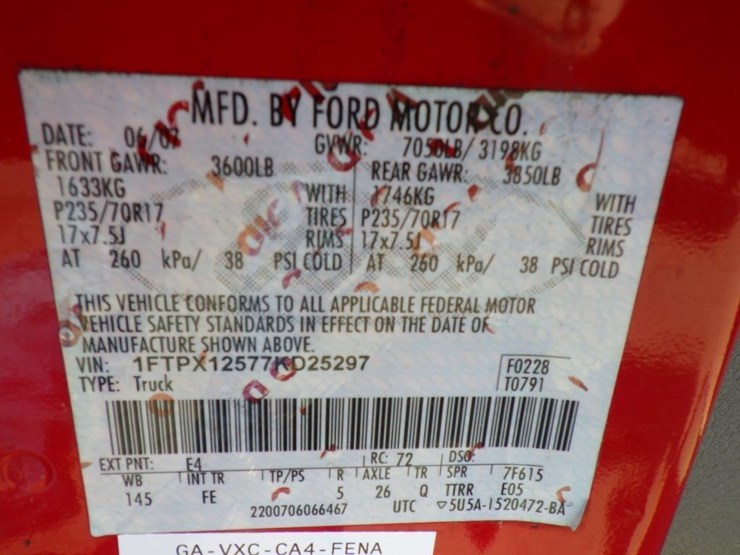 MFD. BY FORD MOTOR CO.
DATE: 06/07 GVWR: 7050LB/ 3198KG
FRONT GAWR: 3600LB REAR GAWR: 3850LB
1633KG WITH 1746KG WITH
P235/70R17 TIRES P235/70R17 TIRES
17x7.5J RIMS 17x7.5J RIMS
AT 260 kPa/ 38 PSI COLD AT 260 kPa/ 38 PSI COLD
THIS VEHICLE CONFORMS TO ALL APPLICABLE FEDERAL MOTOR
VEHICLE SAFETY STANDARDS IN EFFECT ON THE DATE OF
MANUFACTURE SHOWN ABOVE.
VIN: 1FTPX12577KD25297 F0228
TYPE: Truck T0791
EXT PNT: E4 RC: 72 DSO:
WB INT TR TP/PS R AXLE TR SPR 7F615
145 FE 5 26 Q TTRR E05
2200706066467 UTC ▽5U5A-1520472-BA
GA-VXC-CA4-FENA